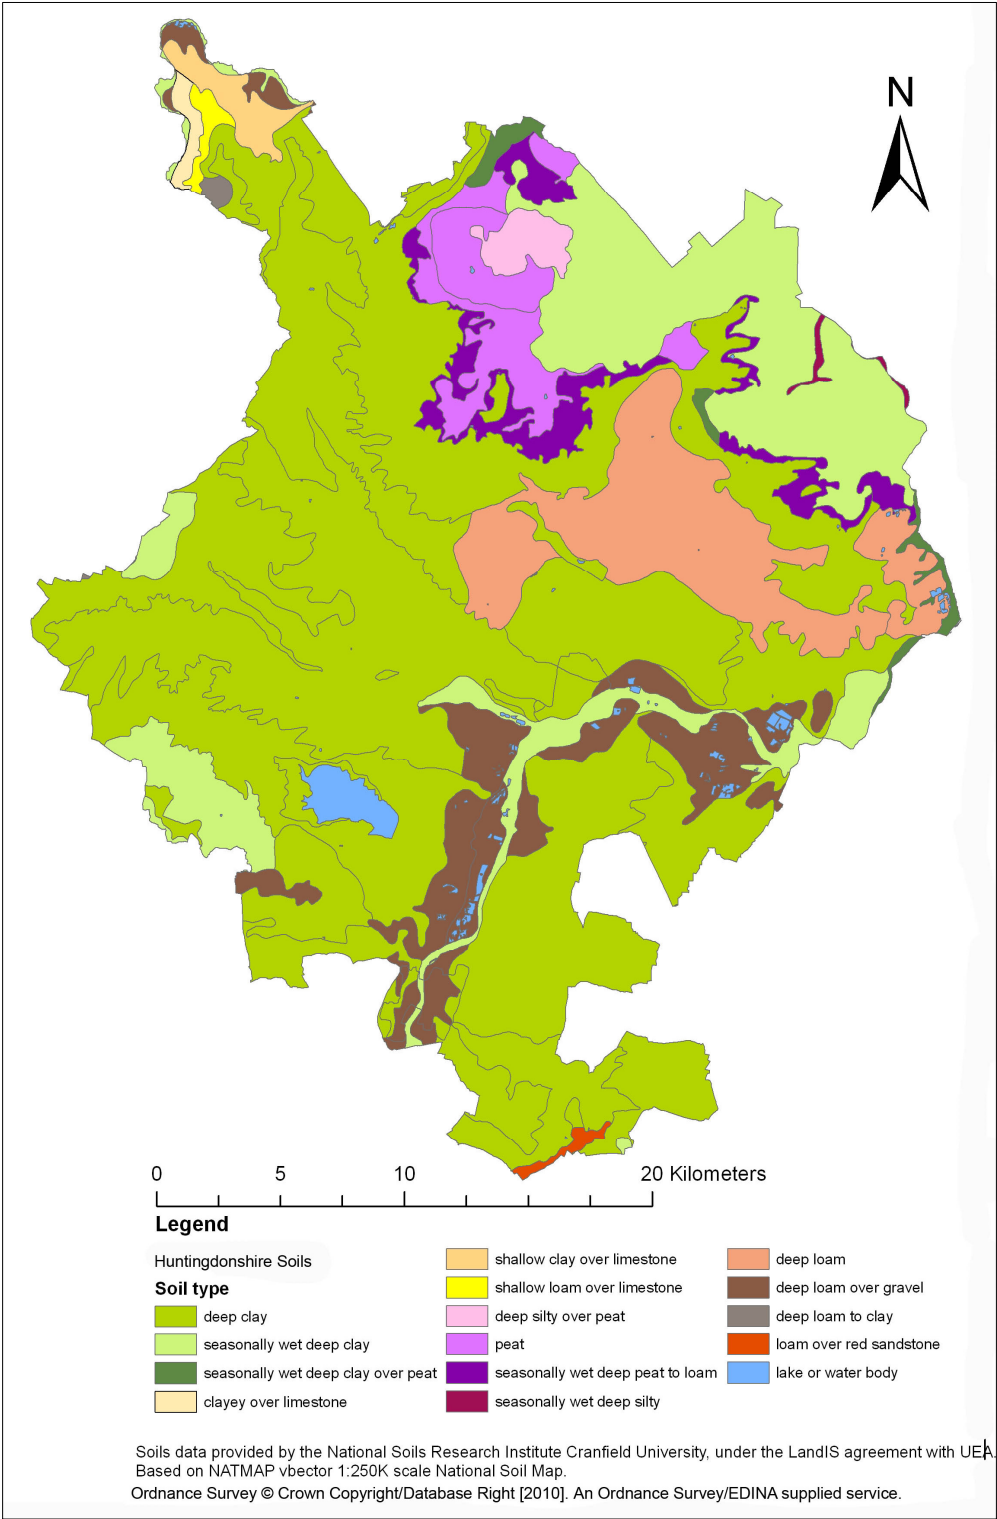 N
0 5 10 20 Kilometers
Legend
Huntingdonshire Soils
Soil type
deep clay
seasonally wet deep clay
seasonally wet deep clay over peat
clayey over limestone
shallow clay over limestone
shallow loam over limestone
deep silty over peat
peat
seasonally wet deep peat to loam
seasonally wet deep silty
deep loam
deep loam over gravel
deep loam to clay
loam over red sandstone
lake or water body
Soils data provided by the National Soils Research Institute Cranfield University, under the LandIS agreement with UEA.
Based on NATMAP vbector 1:250K scale National Soil Map.
Ordnance Survey © Crown Copyright/Database Right [2010]. An Ordnance Survey/EDINA supplied service.